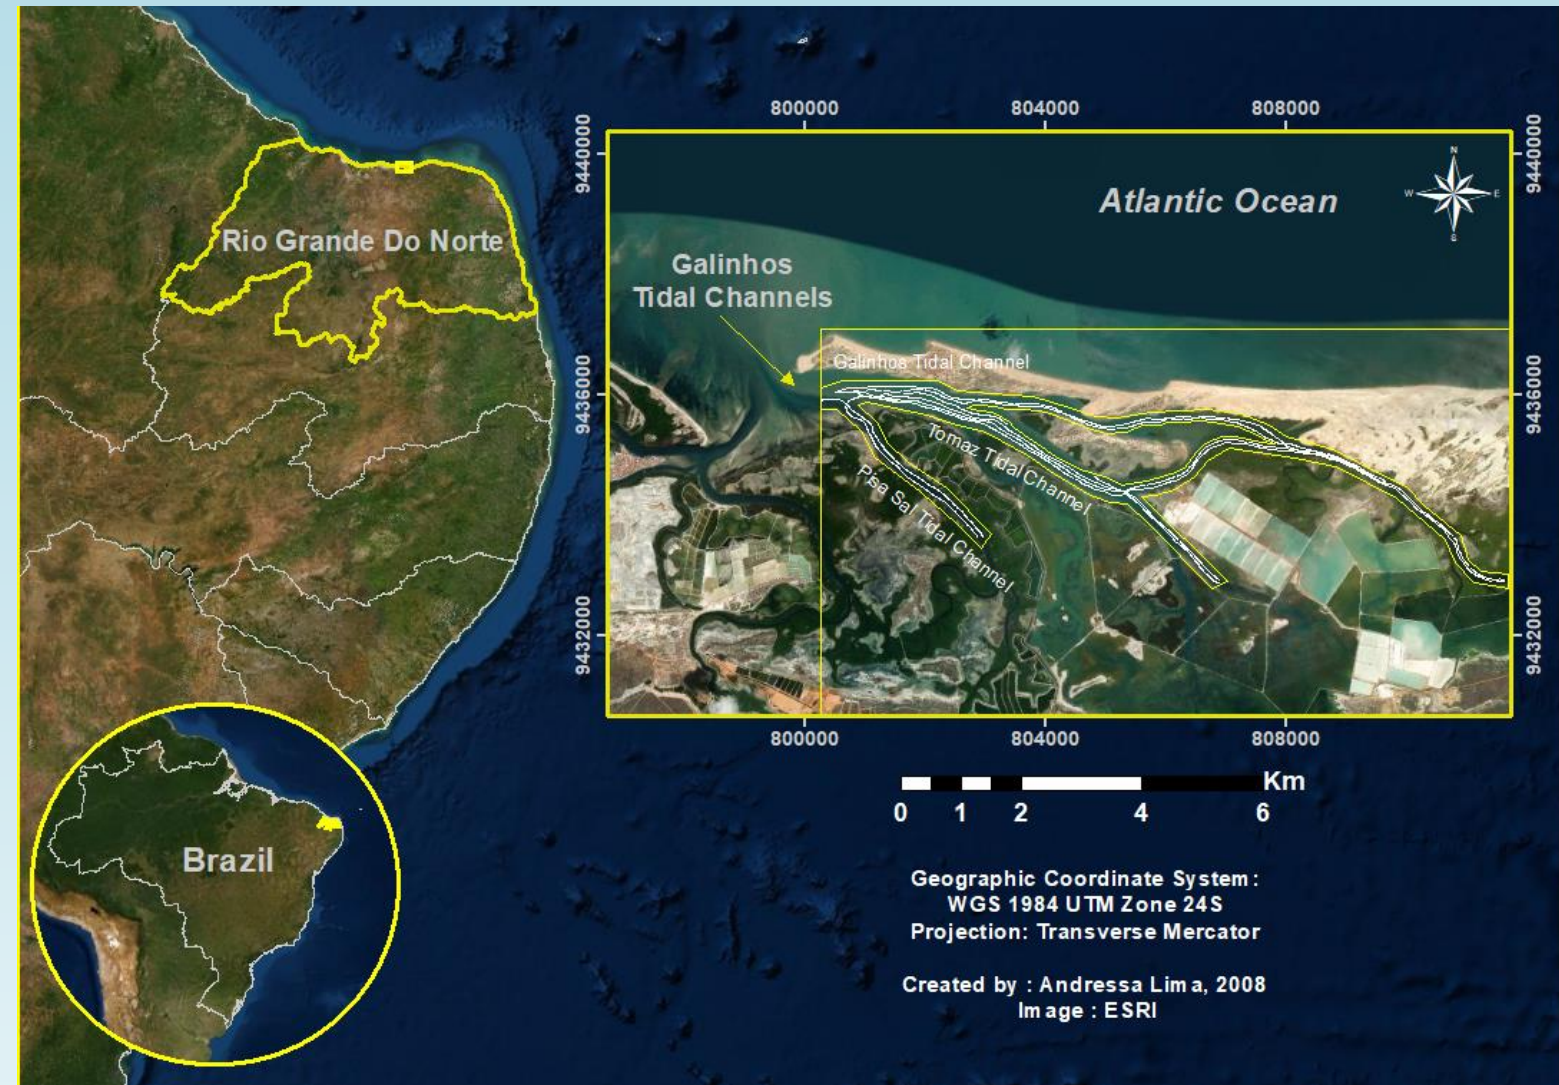 800000 804000 808000
9440000
9440000
N
W E
S
Atlantic Ocean
Rio Grande Do Norte
Galinhos
Tidal Channels
Galinhos Tidal Channel
9436000
9436000
Tomaz Tidal Channel
Pisa Sal Tidal Channel
9432000
9432000
800000 804000 808000
Km
0 1 2 4 6
Brazil
Geographic Coordinate System:
WGS 1984 UTM Zone 24S
Projection: Transverse Mercator
Created by : Andressa Lima, 2008
Image : ESRI